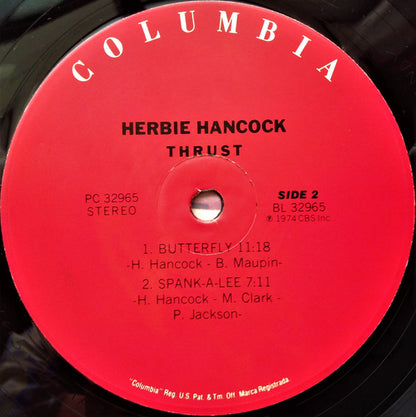 COLUMBIA
HERBIE HANCOCK
THRUST
PC 32965
STEREO
SIDE 2
BL 32965
℗ 1974 CBS Inc.
1. BUTTERFLY 11:18
-H. Hancock - B. Maupin-
2. SPANK-A-LEE 7:11
-H. Hancock - M. Clark -
P. Jackson-
"Columbia" Reg. U.S. Pat. & Tm. Off. Marca Registrada.